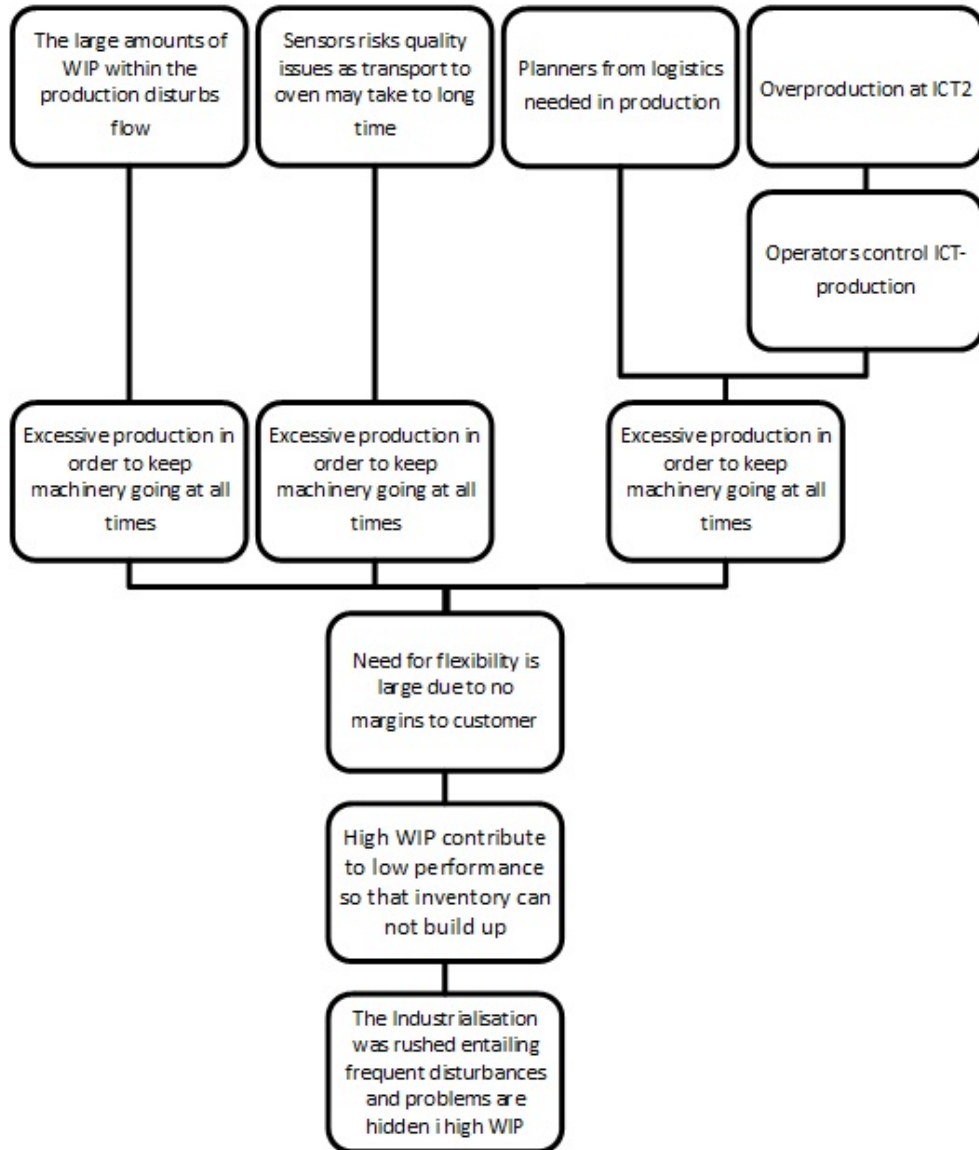 The large amounts of
WIP within the
production disturbs
flow
Sensors risks quality
issues as transport to
oven may take to long
time
Planners from logistics
needed in production
Overproduction at ICT2
Operators control ICT-
production
Excessive production in
order to keep
machinery going at all
times
Excessive production in
order to keep
machinery going at all
times
Excessive production in
order to keep
machinery going at all
times
Need for flexibility is
large due to no
margins to customer
High WIP contribute
to low performance
so that inventory can
not build up
The Industrialisation
was rushed entailing
frequent disturbances
and problems are
hidden i high WIP